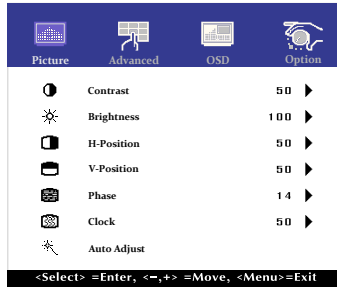 Picture Advanced OSD Option
Contrast 50
Brightness 100
H-Position 50
V-Position 50
Phase 14
Clock 50
Auto Adjust
<Select> =Enter, <−,+> =Move, <Menu>=Exit